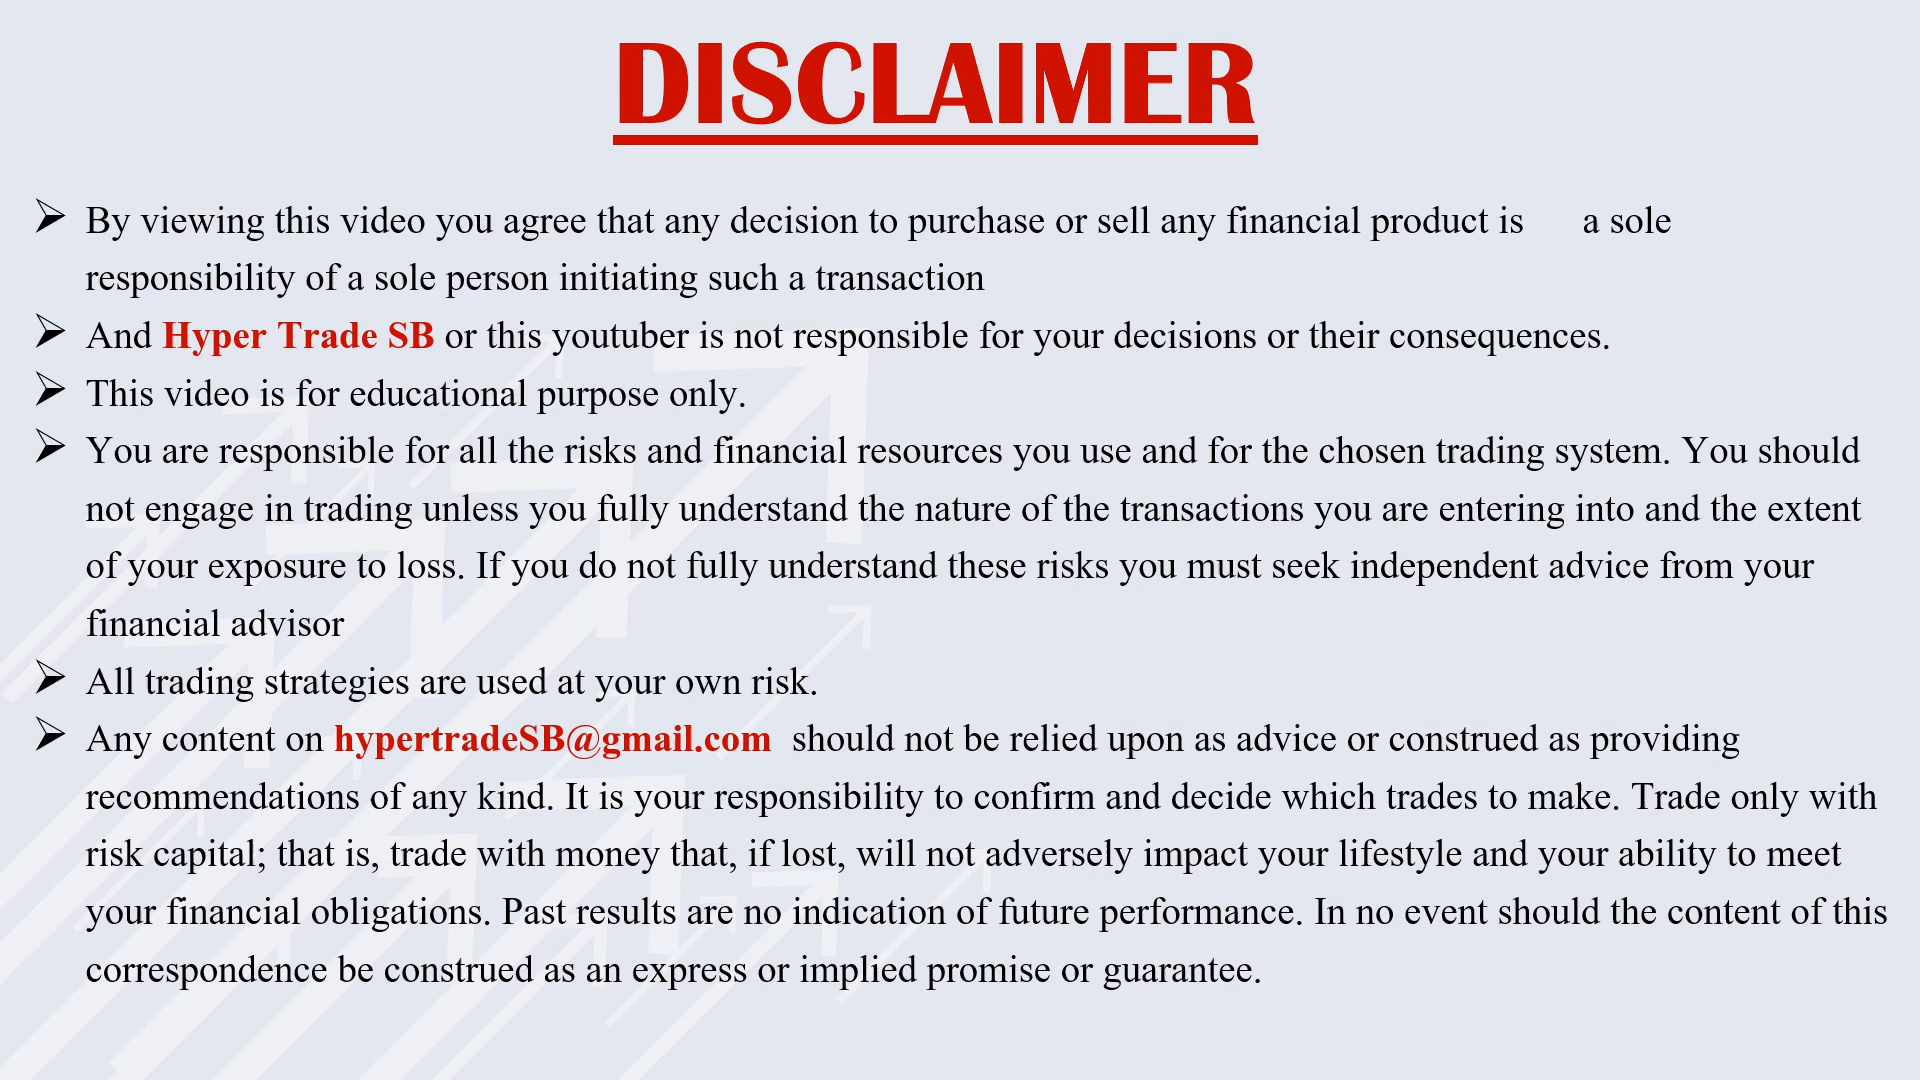 DISCLAIMER
➢ By viewing this video you agree that any decision to purchase or sell any financial product is a sole
responsibility of a sole person initiating such a transaction
➢ And Hyper Trade SB or this youtuber is not responsible for your decisions or their consequences.
➢ This video is for educational purpose only.
➢ You are responsible for all the risks and financial resources you use and for the chosen trading system. You should
not engage in trading unless you fully understand the nature of the transactions you are entering into and the extent
of your exposure to loss. If you do not fully understand these risks you must seek independent advice from your
financial advisor
➢ All trading strategies are used at your own risk.
➢ Any content on hypertradeSB@gmail.com should not be relied upon as advice or construed as providing
recommendations of any kind. It is your responsibility to confirm and decide which trades to make. Trade only with
risk capital; that is, trade with money that, if lost, will not adversely impact your lifestyle and your ability to meet
your financial obligations. Past results are no indication of future performance. In no event should the content of this
correspondence be construed as an express or implied promise or guarantee.